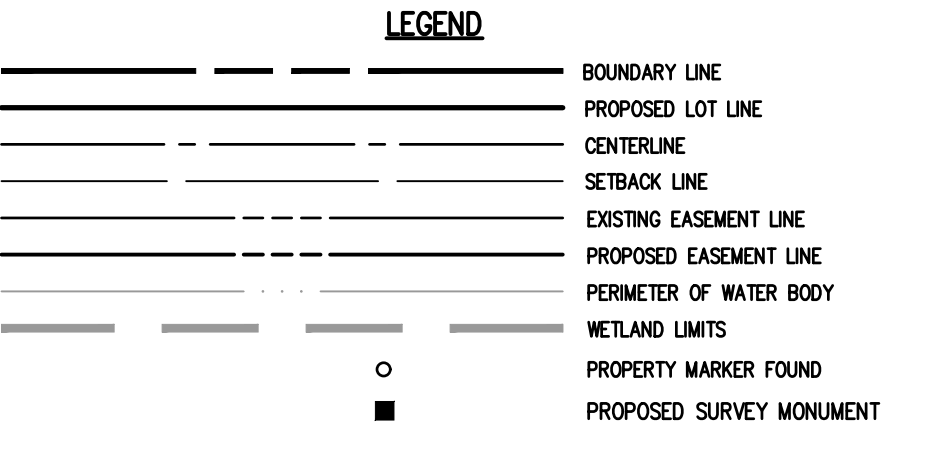 LEGEND
BOUNDARY LINE
PROPOSED LOT LINE
CENTERLINE
SETBACK LINE
EXISTING EASEMENT LINE
PROPOSED EASEMENT LINE
PERIMETER OF WATER BODY
WETLAND LIMITS
PROPERTY MARKER FOUND
PROPOSED SURVEY MONUMENT